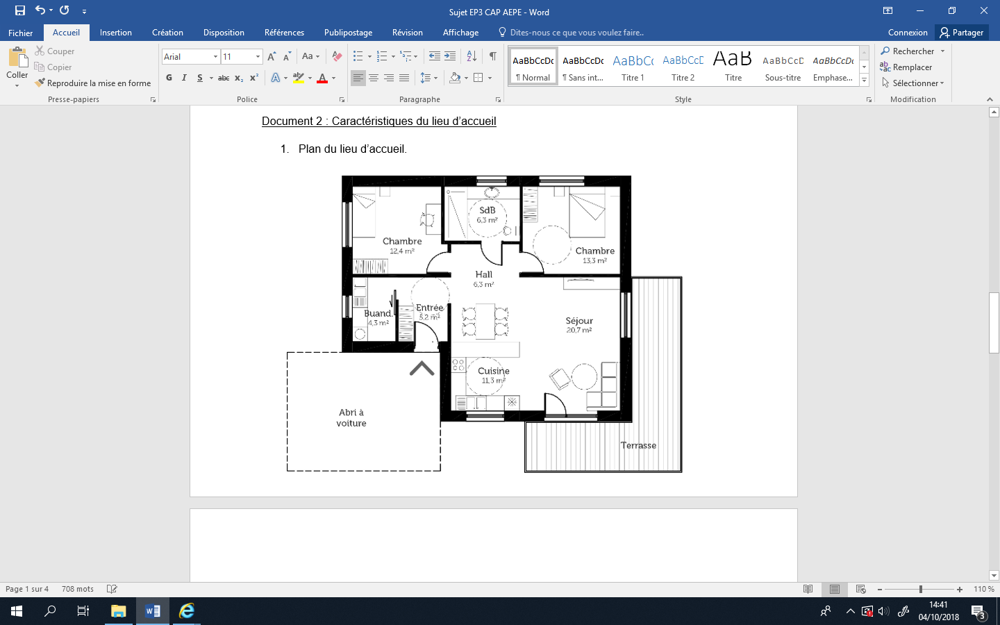 Sujet EP3 CAP AEPE - Word
Fichier
Accueil
Insertion
Création
Disposition
Références
Publipostage
Révision
Affichage
Dites-nous ce que vous voulez faire..
Connexion
Partager
Coller
Couper
Copier
Reproduire la mise en forme
Presse-papiers
Arial
11
Aa
G I S abc x₂ x²
A
A
Police
Paragraphe
AaBbCcDc
¶ Normal
AaBbCcDc
¶ Sans int...
AaBbC(
Titre 1
AaBbCcD
Titre 2
AaB
Titre
AaBbCcD
Sous-titre
AaBbCcDc
Emphase...
Style
Rechercher
Remplacer
Sélectionner
Modification
Document 2 : Caractéristiques du lieu d’accueil
1. Plan du lieu d’accueil.
SdB
6,3 m²
Chambre
12,4 m²
Chambre
13,3 m²
Hall
6,3 m²
Entrée
5,2 m²
Buand.
4,3 m²
Séjour
20,7 m²
Cuisine
11,3 m²
Abri à
voiture
Terrasse
Page 1 sur 4
708 mots
110 %
14:41
04/10/2018
3